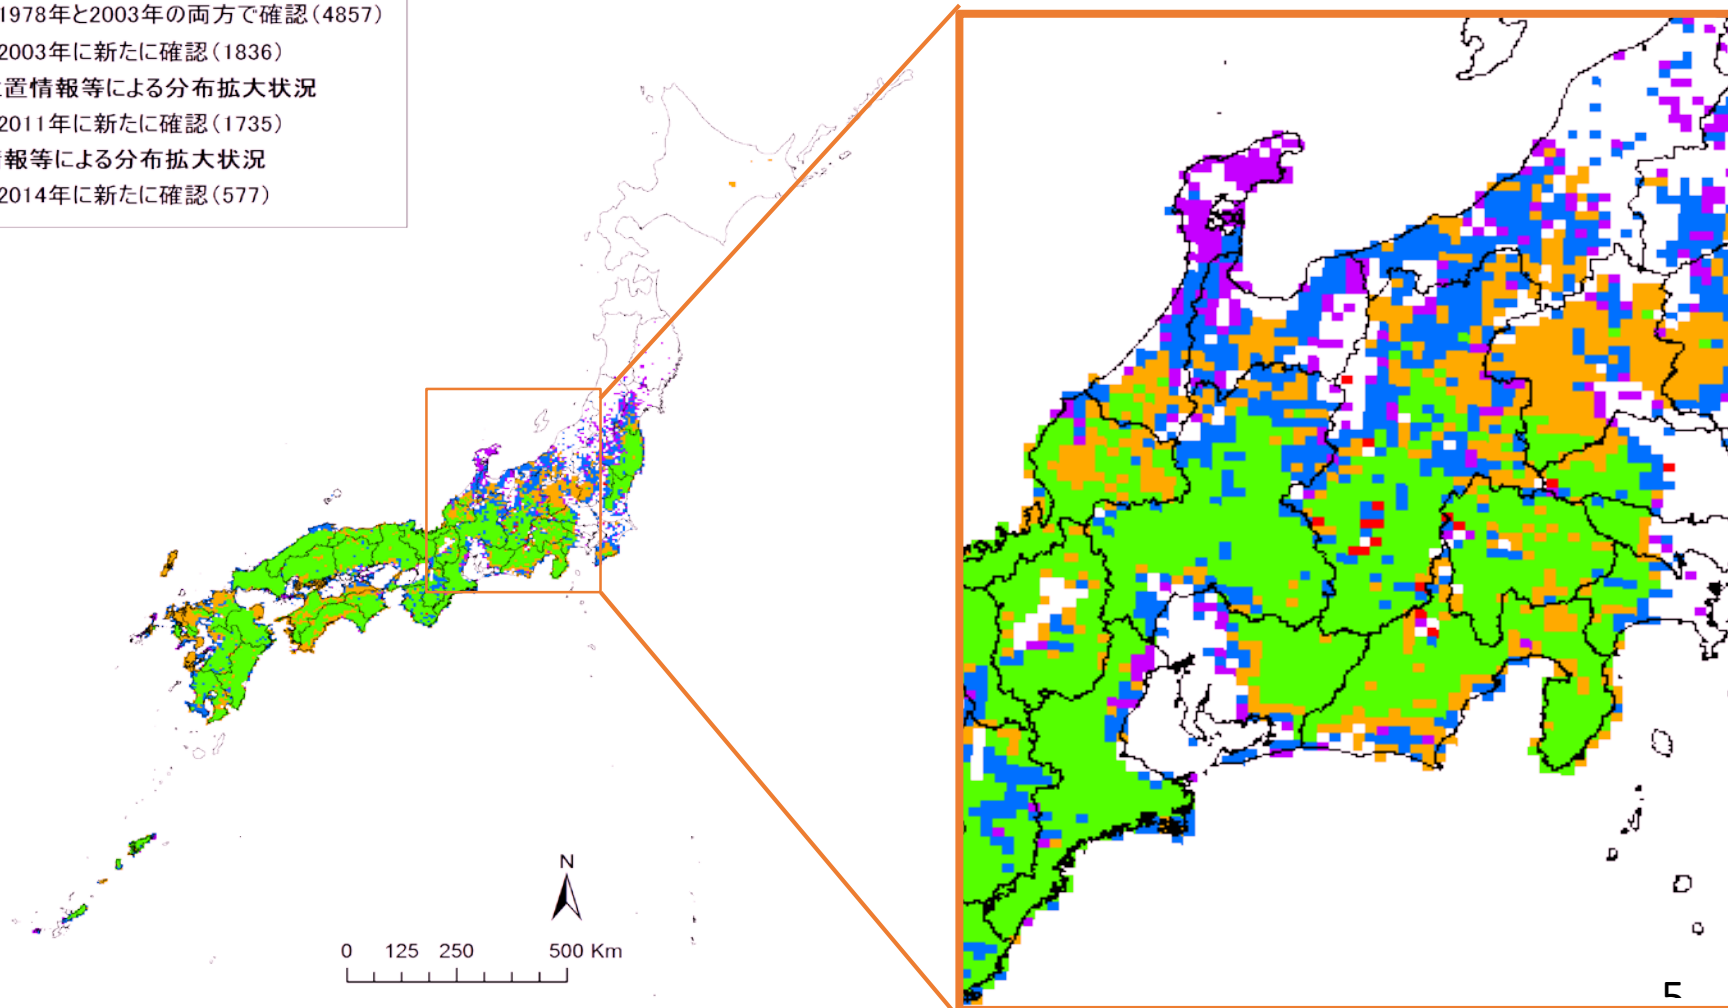 1978年と2003年の両方で確認(4857)
2003年に新たに確認(1836)
置情報等による分布拡大状況
2011年に新たに確認(1735)
報等による分布拡大状況
2014年に新たに確認(577)
N
0 125 250 500 Km
5